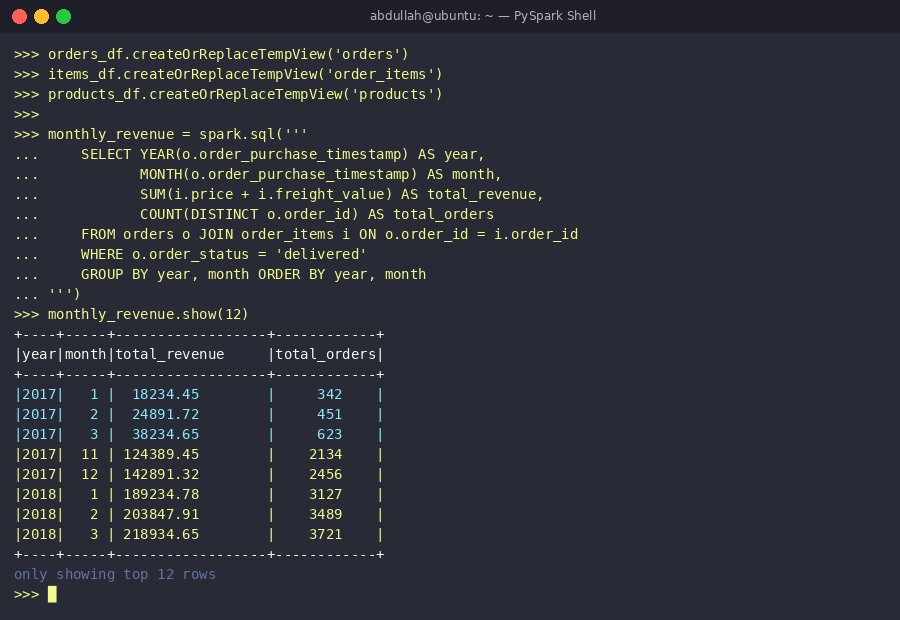 abdullah@ubuntu: ~ — PySpark Shell
>>> orders_df.createOrReplaceTempView('orders')
>>> items_df.createOrReplaceTempView('order_items')
>>> products_df.createOrReplaceTempView('products')
>>>
>>> monthly_revenue = spark.sql('''
...     SELECT YEAR(o.order_purchase_timestamp) AS year,
...            MONTH(o.order_purchase_timestamp) AS month,
...            SUM(i.price + i.freight_value) AS total_revenue,
...            COUNT(DISTINCT o.order_id) AS total_orders
...     FROM orders o JOIN order_items i ON o.order_id = i.order_id
...     WHERE o.order_status = 'delivered'
...     GROUP BY year, month ORDER BY year, month
... ''')
>>> monthly_revenue.show(12)
+----+-----+------------------+------------+
|year|month|total_revenue     |total_orders|
+----+-----+------------------+------------+
|2017|   1 |  18234.45        |     342    |
|2017|   2 |  24891.72        |     451    |
|2017|   3 |  38234.65        |     623    |
|2017|  11 | 124389.45        |    2134    |
|2017|  12 | 142891.32        |    2456    |
|2018|   1 | 189234.78        |    3127    |
|2018|   2 | 203847.91        |    3489    |
|2018|   3 | 218934.65        |    3721    |
+----+-----+------------------+------------+
only showing top 12 rows
>>>